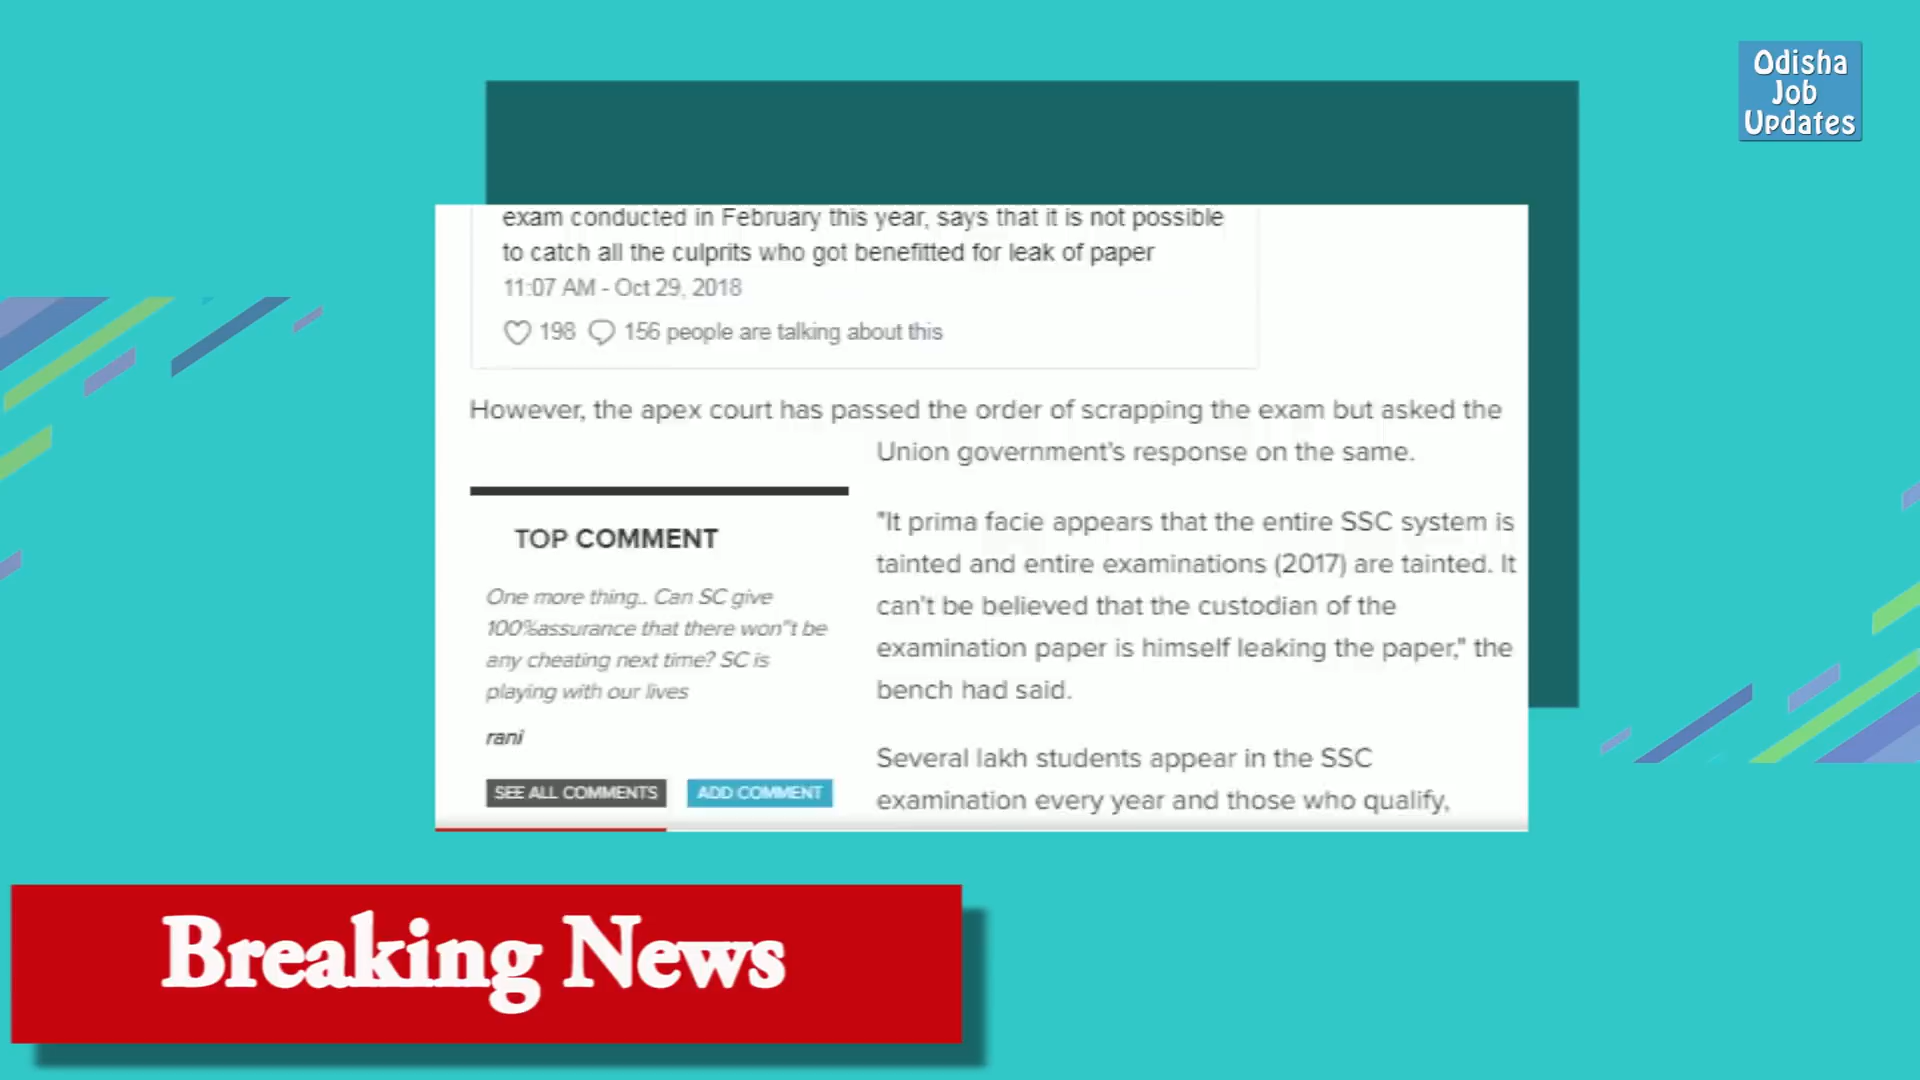 Odisha
Job
Updates
exam conducted in February this year, says that it is not possible
to catch all the culprits who got benefitted for leak of paper
11:07 AM - Oct 29, 2018
198 156 people are talking about this
However, the apex court has passed the order of scrapping the exam but asked the
Union government's response on the same.
"It prima facie appears that the entire SSC system is
tainted and entire examinations (2017) are tainted. It
can't be believed that the custodian of the
examination paper is himself leaking the paper," the
bench had said.
Several lakh students appear in the SSC
examination every year and those who qualify,
TOP COMMENT
One more thing.. Can SC give
100%assurance that there won"t be
any cheating next time? SC is
playing with our lives
rani
SEE ALL COMMENTS ADD COMMENT
Breaking News